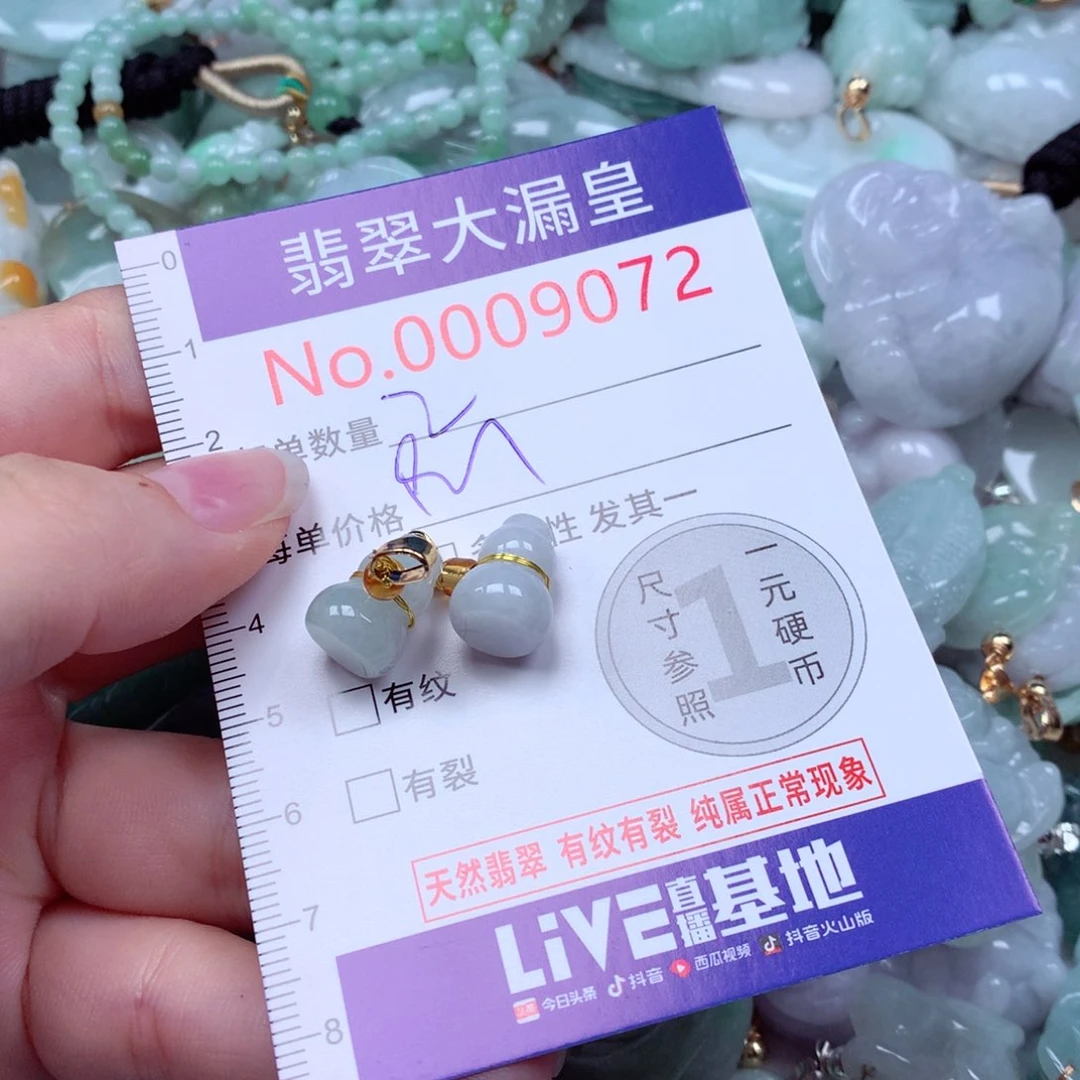 翡翠大漏皇
No.0009072
单数量
每单价格
性 发其一
有纹
有裂
尺寸参照
1
一元硬币
天然翡翠 有纹有裂 纯属正常现象
LiVE直播基地
今日头条 抖音 西瓜视频 抖音火山版
0
1
2
4
5
6
7
8